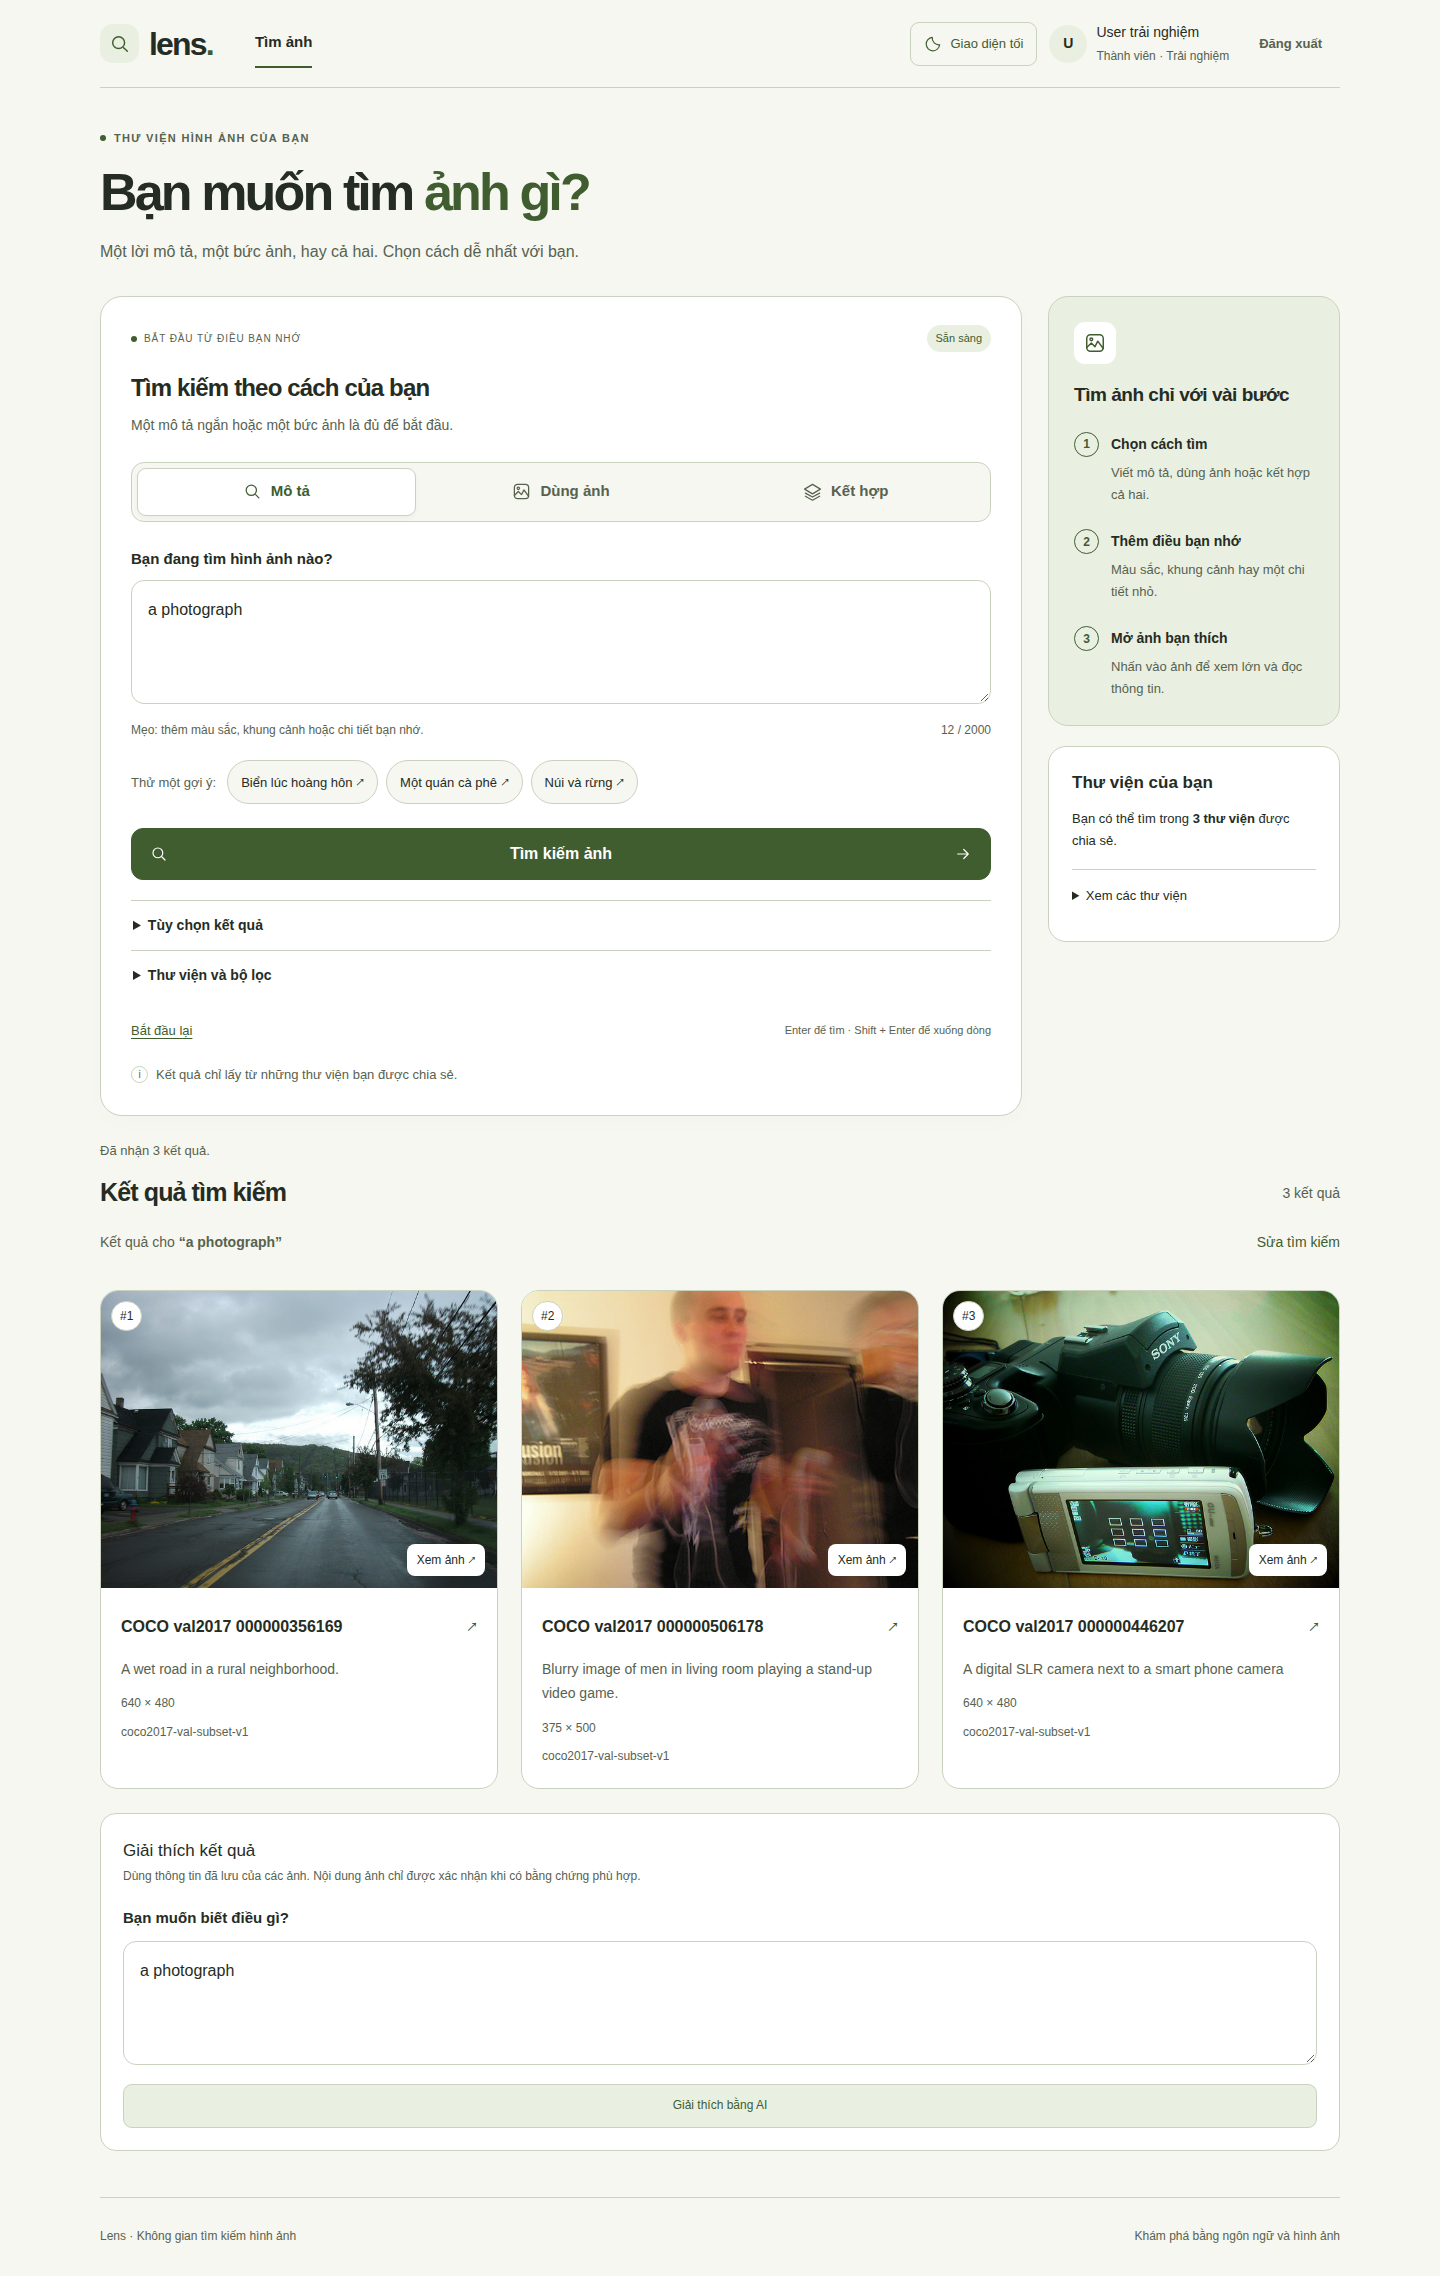 lens.
Tìm ảnh
Giao diện tối
U
User trải nghiệm
Thành viên · Trải nghiệm
Đăng xuất
THƯ VIỆN HÌNH ẢNH CỦA BẠN
Bạn muốn tìm ảnh gì?
Một lời mô tả, một bức ảnh, hay cả hai. Chọn cách dễ nhất với bạn.
BẮT ĐẦU TỪ ĐIỀU BẠN NHỚ
Sẵn sàng
Tìm kiếm theo cách của bạn
Một mô tả ngắn hoặc một bức ảnh là đủ để bắt đầu.
Mô tả
Dùng ảnh
Kết hợp
Bạn đang tìm hình ảnh nào?
a photograph
Mẹo: thêm màu sắc, khung cảnh hoặc chi tiết bạn nhớ.
12 / 2000
Thử một gợi ý:
Biển lúc hoàng hôn ↗
Một quán cà phê ↗
Núi và rừng ↗
Tìm kiếm ảnh
Tùy chọn kết quả
Thư viện và bộ lọc
Bắt đầu lại
Enter để tìm · Shift + Enter để xuống dòng
i
Kết quả chỉ lấy từ những thư viện bạn được chia sẻ.
Tìm ảnh chỉ với vài bước
1
Chọn cách tìm
Viết mô tả, dùng ảnh hoặc kết hợp
cả hai.
2
Thêm điều bạn nhớ
Màu sắc, khung cảnh hay một chi
tiết nhỏ.
3
Mở ảnh bạn thích
Nhấn vào ảnh để xem lớn và đọc
thông tin.
Thư viện của bạn
Bạn có thể tìm trong 3 thư viện được
chia sẻ.
Xem các thư viện
Đã nhận 3 kết quả.
Kết quả tìm kiếm
3 kết quả
Kết quả cho “a photograph”
Sửa tìm kiếm
#1
Xem ảnh ↗
COCO val2017 000000356169 ↗
A wet road in a rural neighborhood.
640 × 480
coco2017-val-subset-v1
#2
usion
Xem ảnh ↗
COCO val2017 000000506178 ↗
Blurry image of men in living room playing a stand-up
video game.
375 × 500
coco2017-val-subset-v1
#3
SONY
Xem ảnh ↗
COCO val2017 000000446207 ↗
A digital SLR camera next to a smart phone camera
640 × 480
coco2017-val-subset-v1
Giải thích kết quả
Dùng thông tin đã lưu của các ảnh. Nội dung ảnh chỉ được xác nhận khi có bằng chứng phù hợp.
Bạn muốn biết điều gì?
a photograph
Giải thích bằng AI
Lens · Không gian tìm kiếm hình ảnh
Khám phá bằng ngôn ngữ và hình ảnh